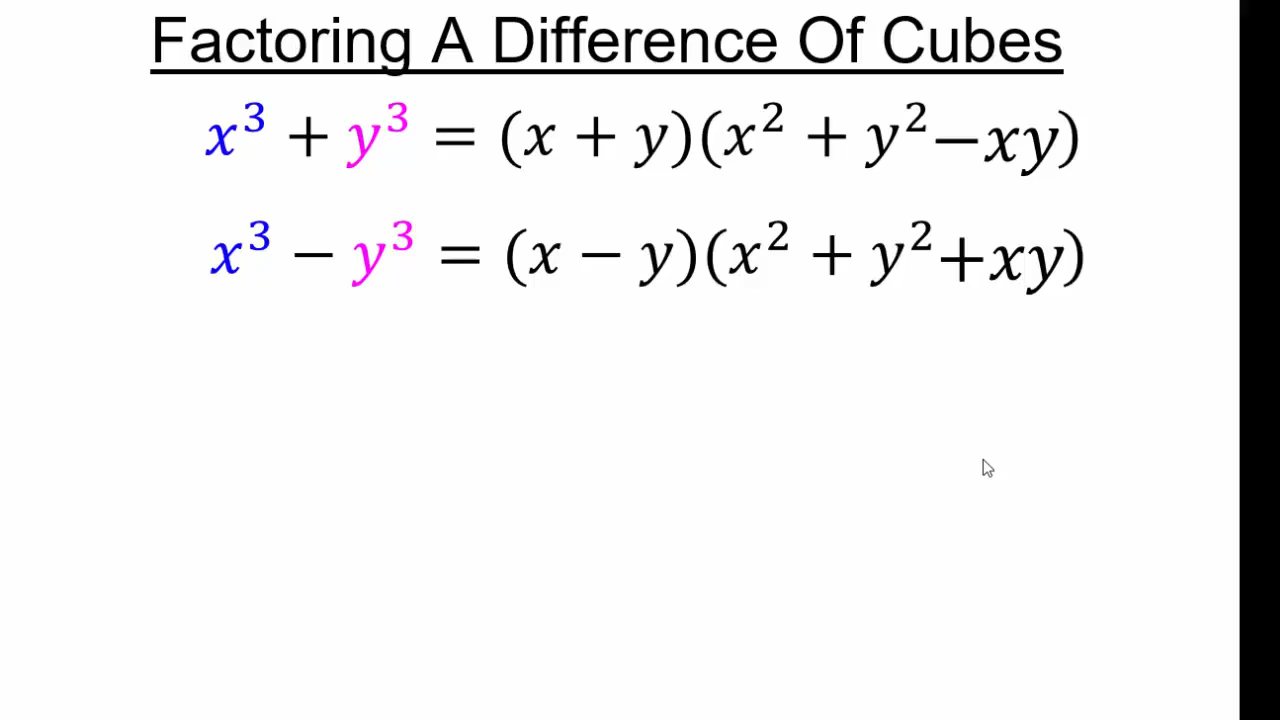 Factoring A Difference Of Cubes
x³ + y³ = (x + y)(x² + y² − xy)
x³ − y³ = (x − y)(x² + y² + xy)